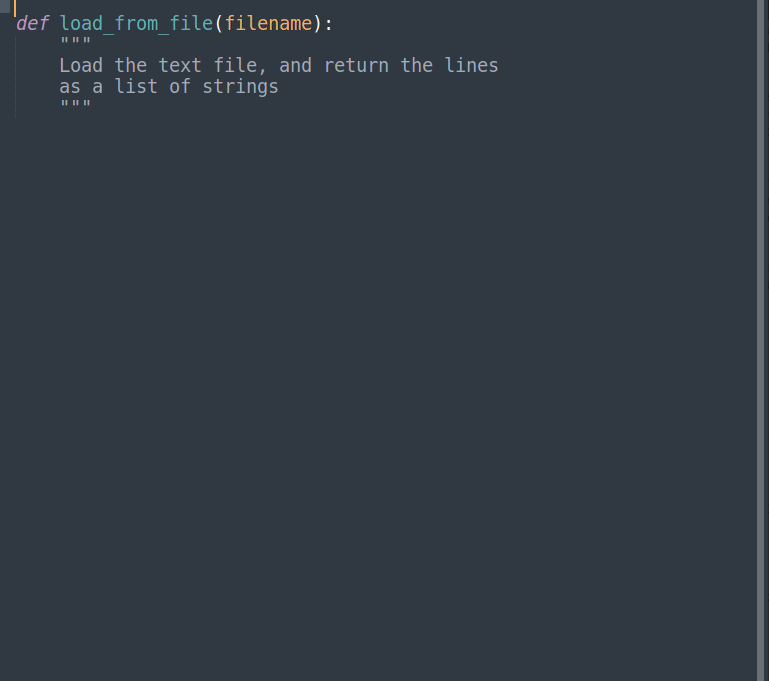 def load_from_file(filename):
    """
    Load the text file, and return the lines
    as a list of strings
    """